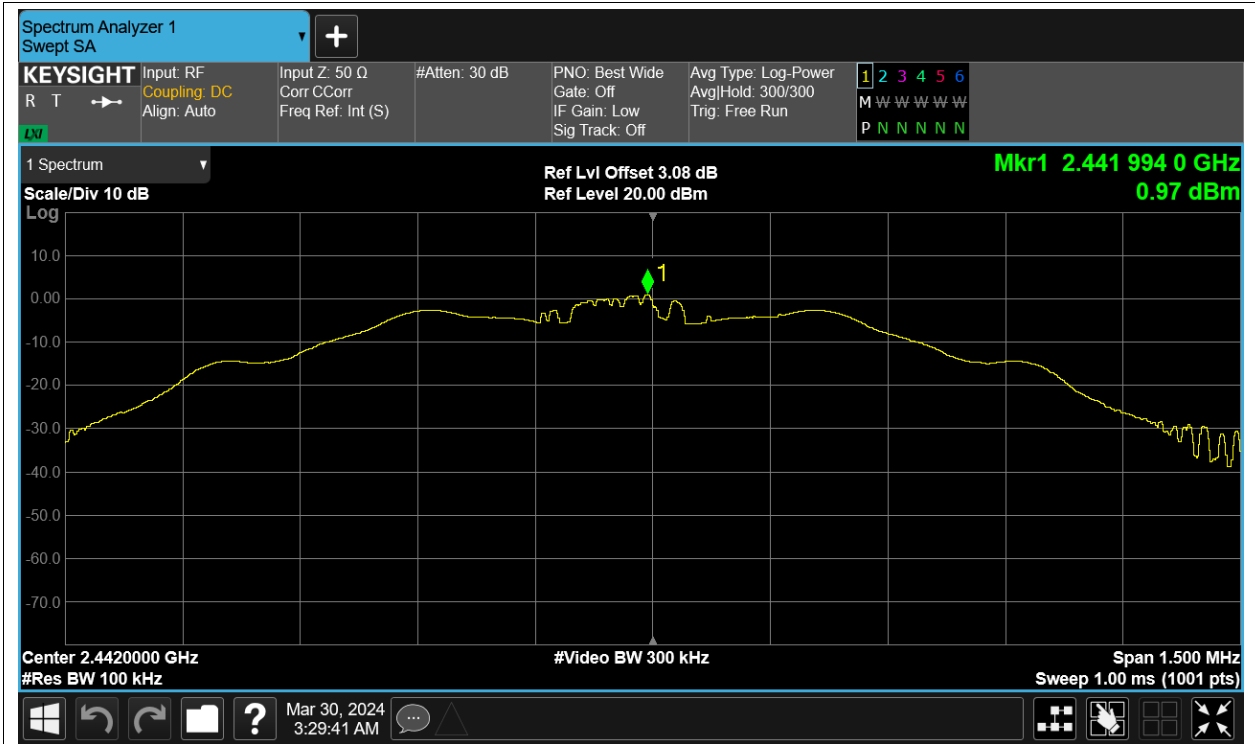 Spectrum Analyzer 1
Swept SA
KEYSIGHT
R T
LXI
Input: RF
Coupling: DC
Align: Auto
Input Z: 50 Ω
Corr CCorr
Freq Ref: Int (S)
#Atten: 30 dB
PNO: Best Wide
Gate: Off
IF Gain: Low
Sig Track: Off
Avg Type: Log-Power
Avg|Hold: 300/300
Trig: Free Run
1 2 3 4 5 6
M W W W W W
P N N N N N
1 Spectrum
Scale/Div 10 dB
Log
Ref Lvl Offset 3.08 dB
Ref Level 20.00 dBm
Mkr1 2.441 994 0 GHz
0.97 dBm
1
10.0
0.00
-10.0
-20.0
-30.0
-40.0
-50.0
-60.0
-70.0
Center 2.4420000 GHz
#Res BW 100 kHz
#Video BW 300 kHz
Span 1.500 MHz
Sweep 1.00 ms (1001 pts)
?
Mar 30, 2024
3:29:41 AM